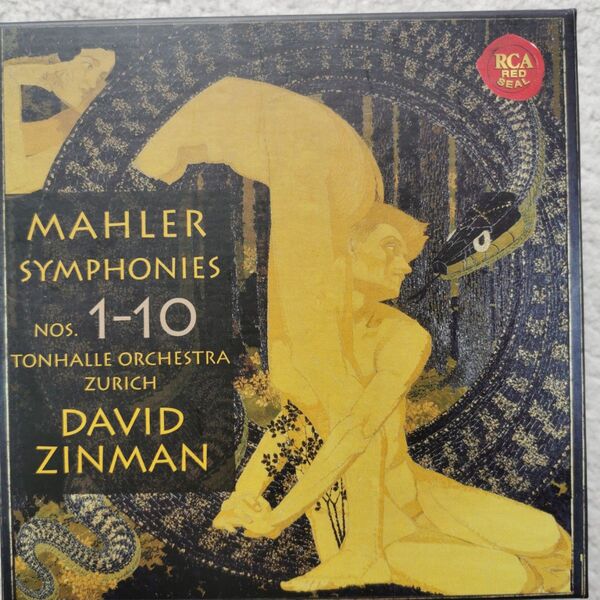 RCA
RED
SEAL
MAHLER
SYMPHONIES
NOS. 1-10
TONHALLE ORCHESTRA
ZURICH
DAVID
ZINMAN